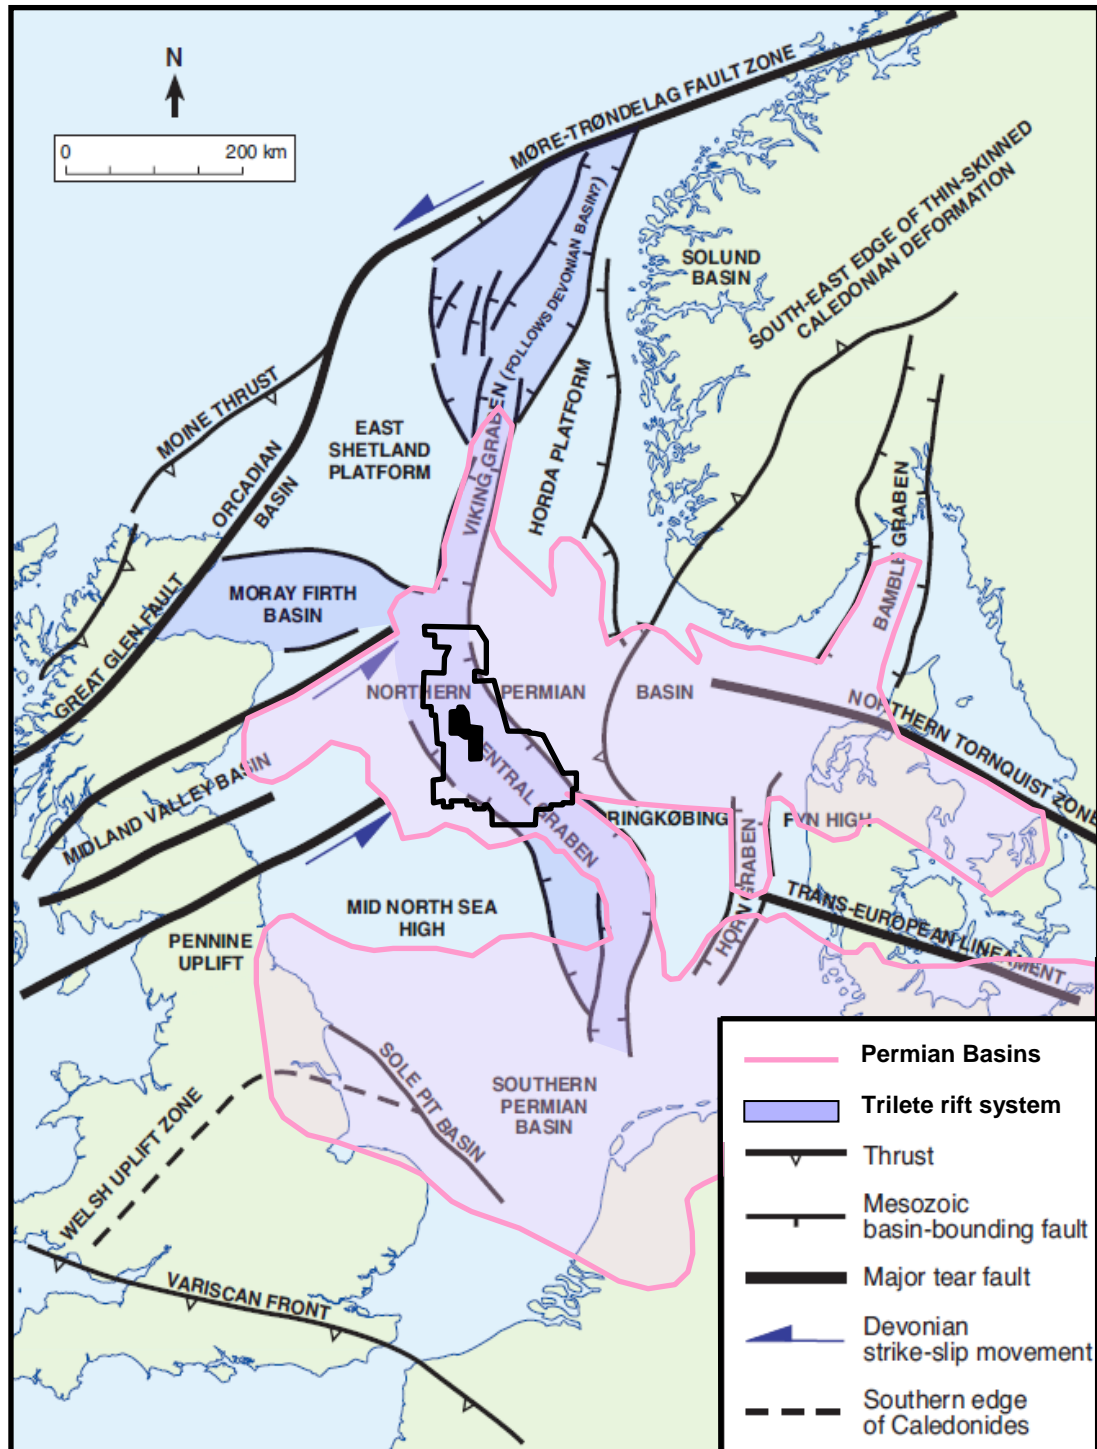 N
0 200 km
MØRE-TRØNDELAG FAULT ZONE
SOUTH-EAST EDGE OF THIN-SKINNED
CALEDONIAN DEFORMATION
SOLUND
BASIN
VIKING GRABEN (FOLLOWS DEVONIAN BASIN?)
HORDA PLATFORM
MOINE THRUST
EAST
SHETLAND
PLATFORM
ORCADIAN
BASIN
BAMBLE GRABEN
MORAY FIRTH
BASIN
GREAT GLEN FAULT
NORTHERN PERMIAN BASIN
NORTHERN TORNQUIST ZONE
MIDLAND VALLEY BASIN
ENTRAL GRABEN
RINGKØBING
FYN HIGH
HORN GRABEN
TRANS-EUROPEAN LINEAMENT
MID NORTH SEA
HIGH
PENNINE
UPLIFT
SOLE PIT BASIN
SOUTHERN
PERMIAN
BASIN
WELSH UPLIFT ZONE
VARISCAN FRONT
Permian Basins
Trilete rift system
Thrust
Mesozoic
basin-bounding fault
Major tear fault
Devonian
strike-slip movement
Southern edge
of Caledonides